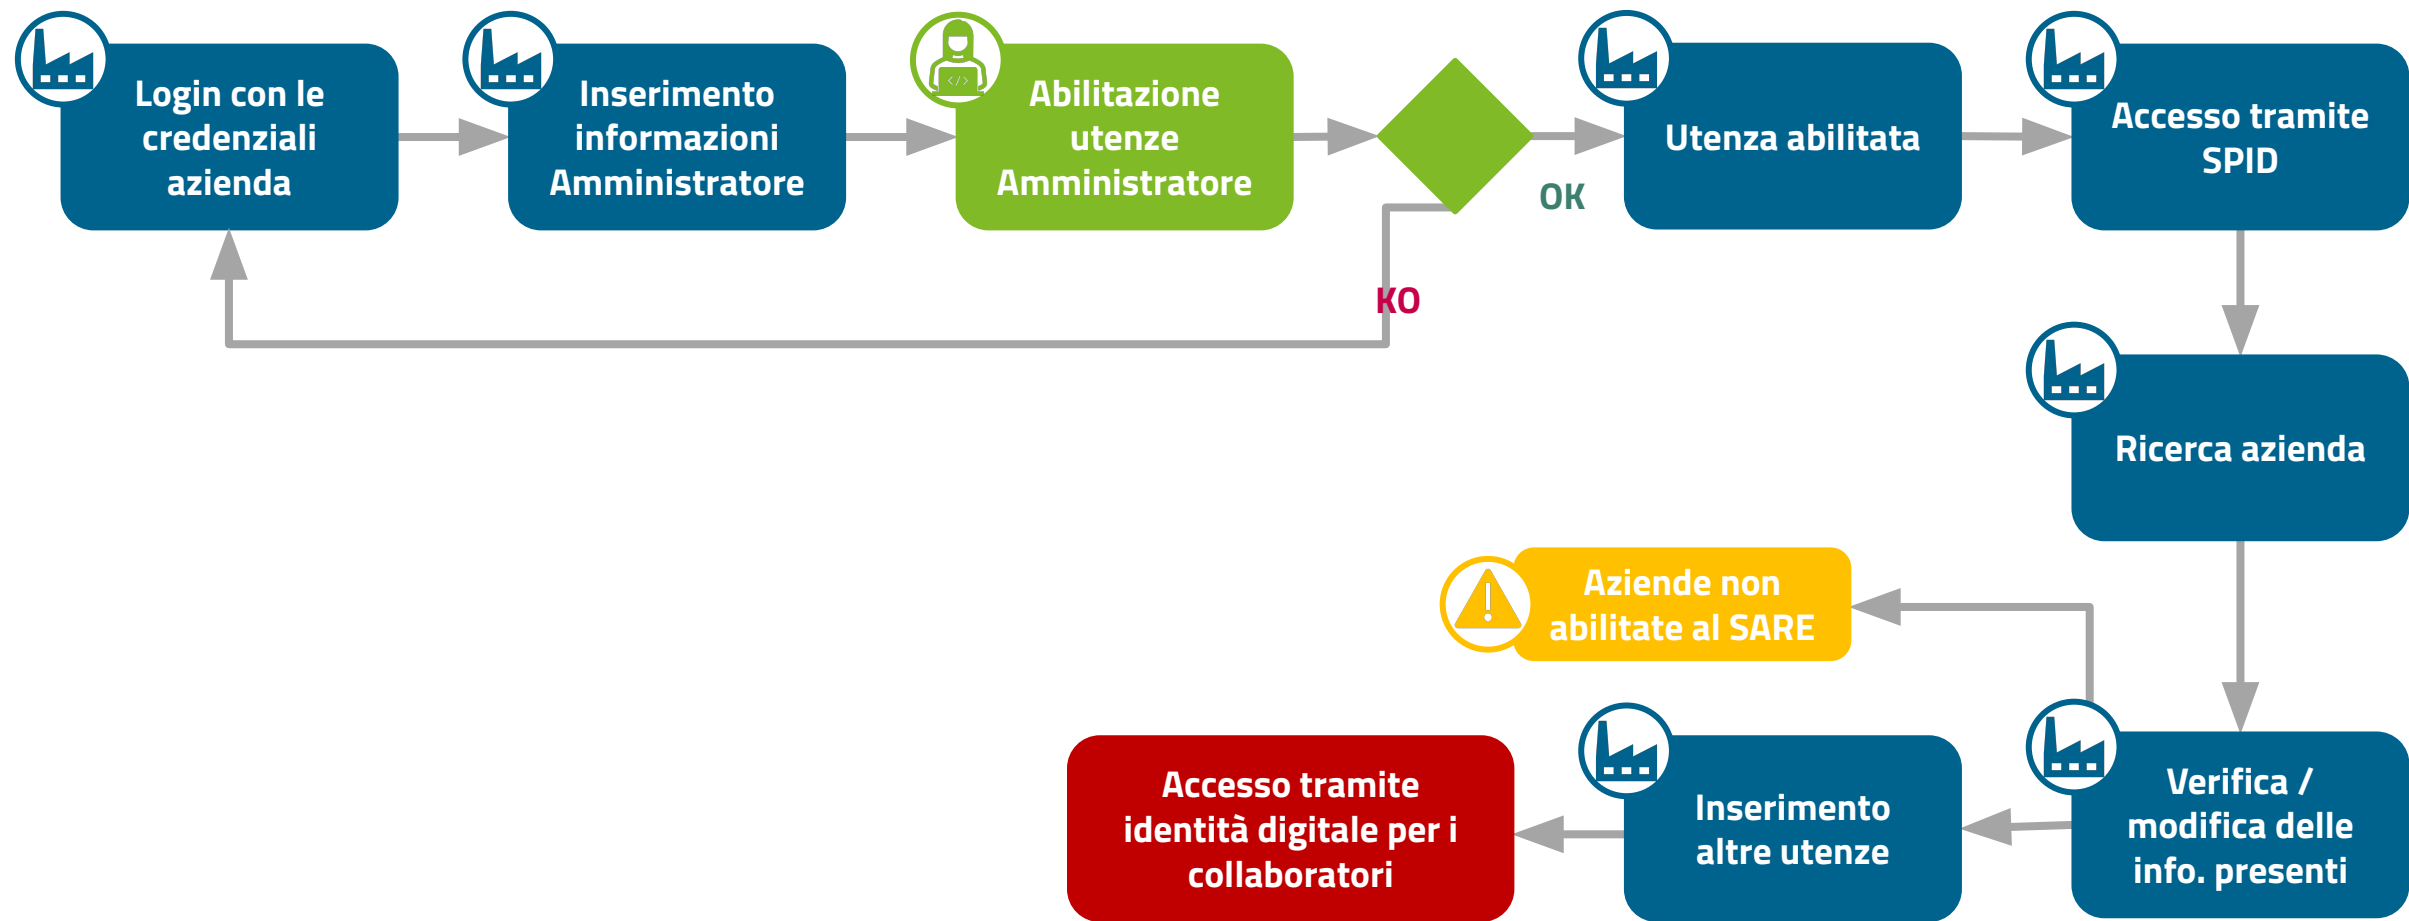 Login con le
credenziali
azienda
Inserimento
informazioni
Amministratore
</>
Abilitazione
utenze
Amministratore
OK
KO
Utenza abilitata
Accesso tramite
SPID
Ricerca azienda
Aziende non
abilitate al SARE
Verifica /
modifica delle
info. presenti
Inserimento
altre utenze
Accesso tramite
identità digitale per i
collaboratori